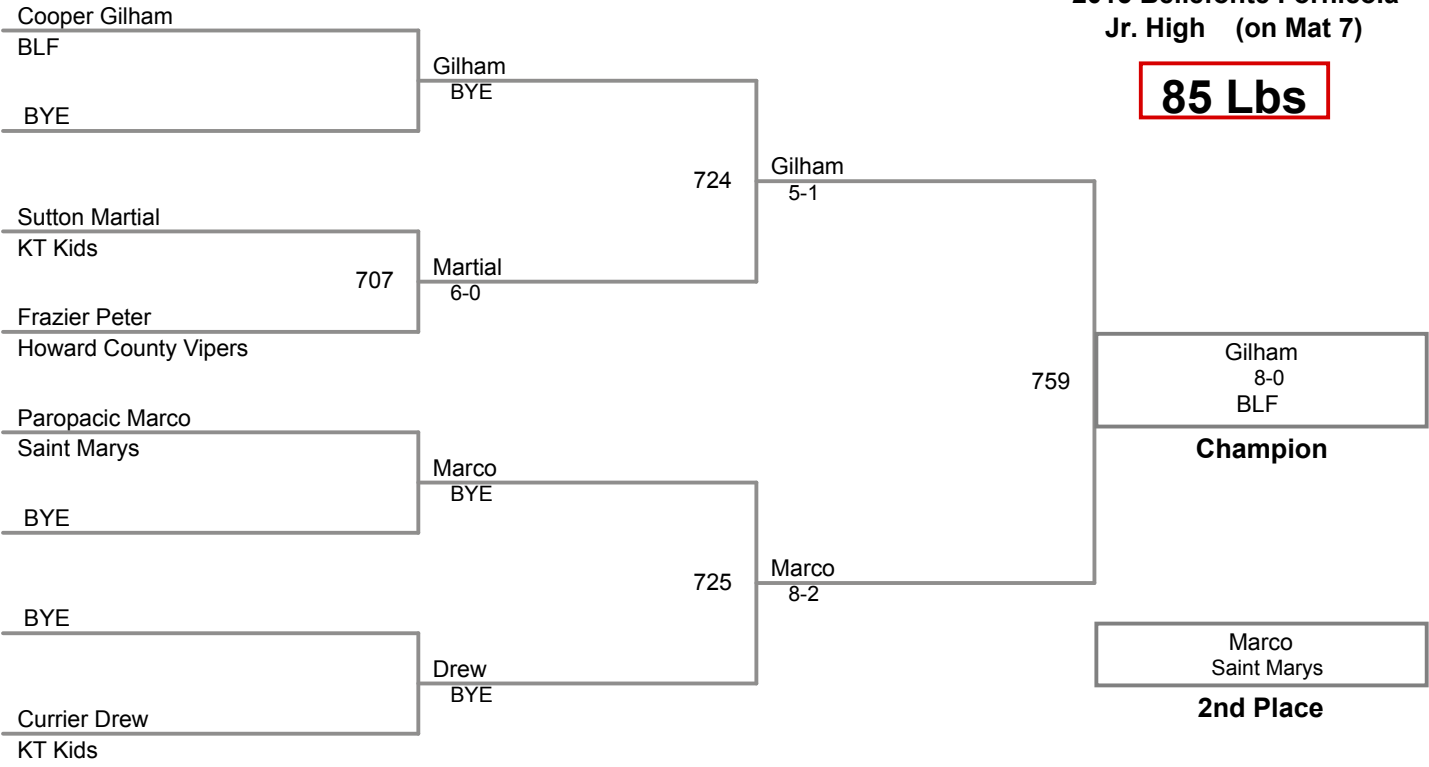 Cooper Gilham
BLF
BYE
Sutton Martial
KT Kids
Frazier Peter
Howard County Vipers
Paropacic Marco
Saint Marys
BYE
BYE
Currier Drew
KT Kids
707
Gilham
BYE
Martial
6-0
Marco
BYE
Drew
BYE
724
725
Gilham
5-1
Marco
8-2
759
Jr. High (on Mat 7)
85 Lbs
Gilham
8-0
BLF
Champion
Marco
Saint Marys
2nd Place